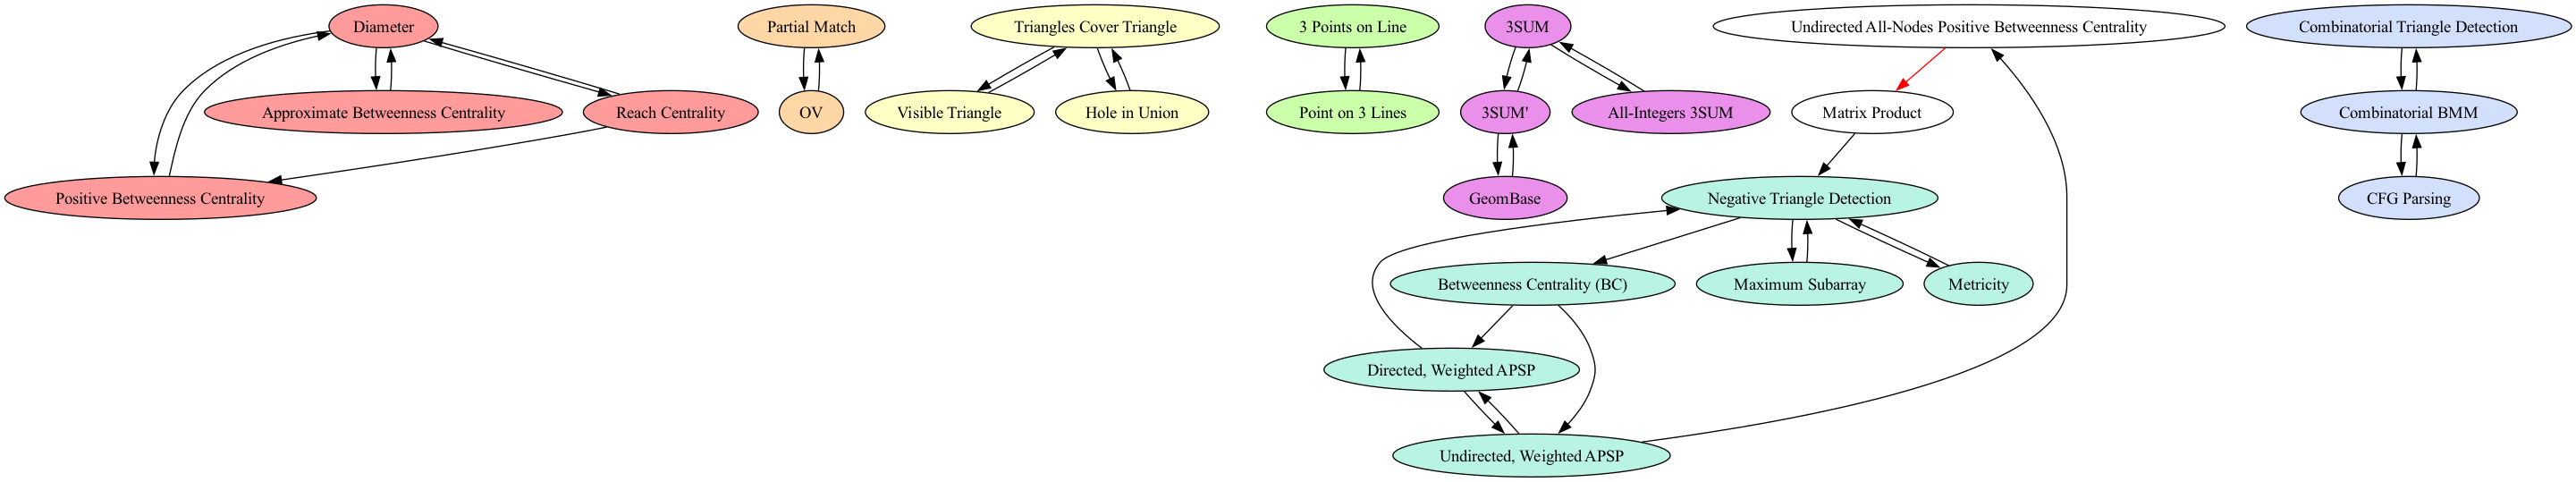 Diameter
Partial Match
Triangles Cover Triangle
3 Points on Line
3SUM
Undirected All-Nodes Positive Betweenness Centrality
Combinatorial Triangle Detection
Approximate Betweenness Centrality
Reach Centrality
OV
Visible Triangle
Hole in Union
Point on 3 Lines
3SUM'
All-Integers 3SUM
Matrix Product
Combinatorial BMM
Positive Betweenness Centrality
GeomBase
Negative Triangle Detection
CFG Parsing
Betweenness Centrality (BC)
Maximum Subarray
Metricity
Directed, Weighted APSP
Undirected, Weighted APSP